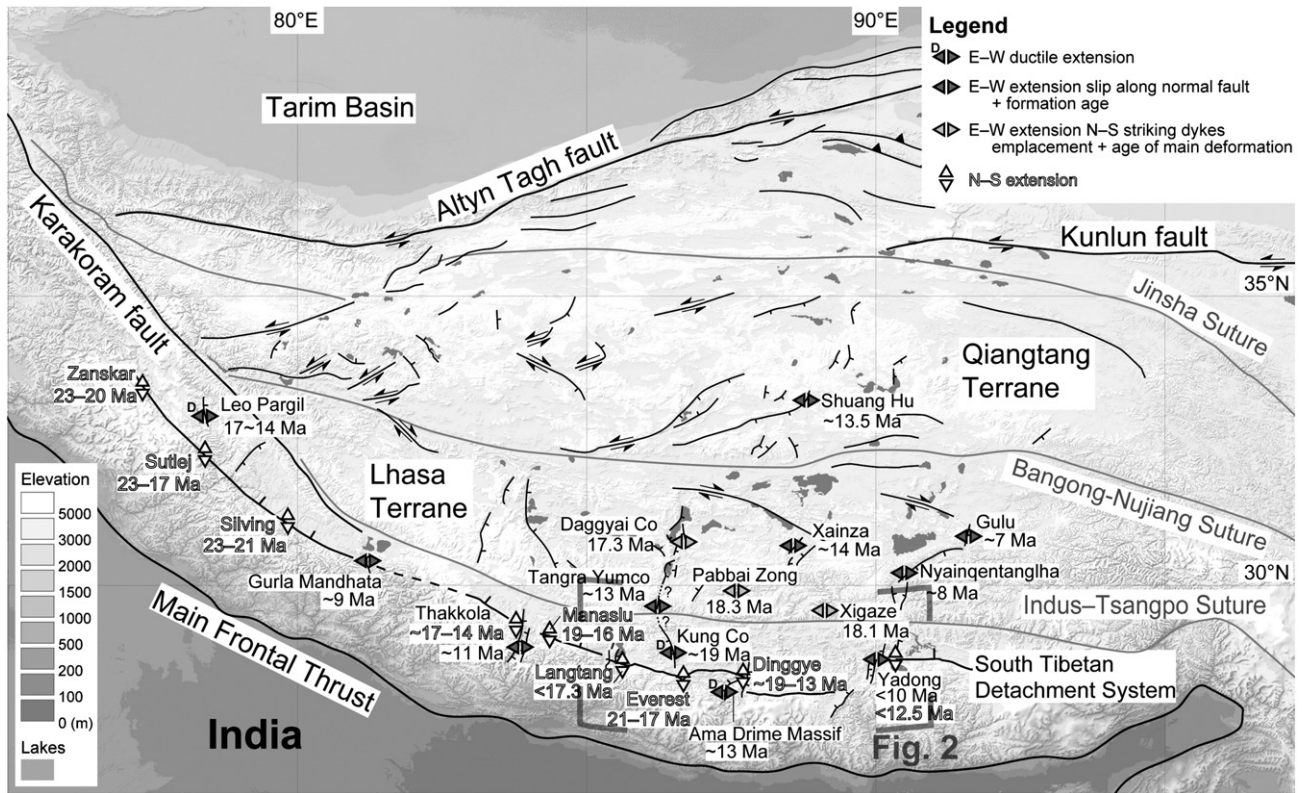 80°E
90°E
Legend
D
E–W ductile extension
E–W extension slip along normal fault
+ formation age
E–W extension N–S striking dykes
emplacement + age of main deformation
N–S extension
Tarim Basin
Altyn Tagh fault
Karakoram fault
Kunlun fault
35°N
Jinsha Suture
Qiangtang
Terrane
Zanskar
23–20 Ma
D
Leo Pargil
17~14 Ma
Shuang Hu
~13.5 Ma
Sutlej
23–17 Ma
Lhasa
Terrane
Bangong-Nujiang Suture
Elevation
5000
3000
2000
1500
1000
500
200
100
0 (m)
Lakes
Silving
23–21 Ma
Daggyai Co
17.3 Ma
Xainza
~14 Ma
Gulu
~7 Ma
Gurla Mandhata
~9 Ma
Tangra Yumco
~13 Ma
?
Pabbai Zong
18.3 Ma
Nyainqentanglha
~8 Ma
30°N
Indus–Tsangpo Suture
Main Frontal Thrust
Thakkola
~17–14 Ma
~11 Ma
Manaslu
19–16 Ma
?
Xigaze
18.1 Ma
D
Kung Co
~19 Ma
Langtang
<17.3 Ma
Everest
21–17 Ma
D
Dinggye
~19–13 Ma
Yadong
<10 Ma
<12.5 Ma
South Tibetan
Detachment System
Ama Drime Massif
~13 Ma
India
Fig. 2